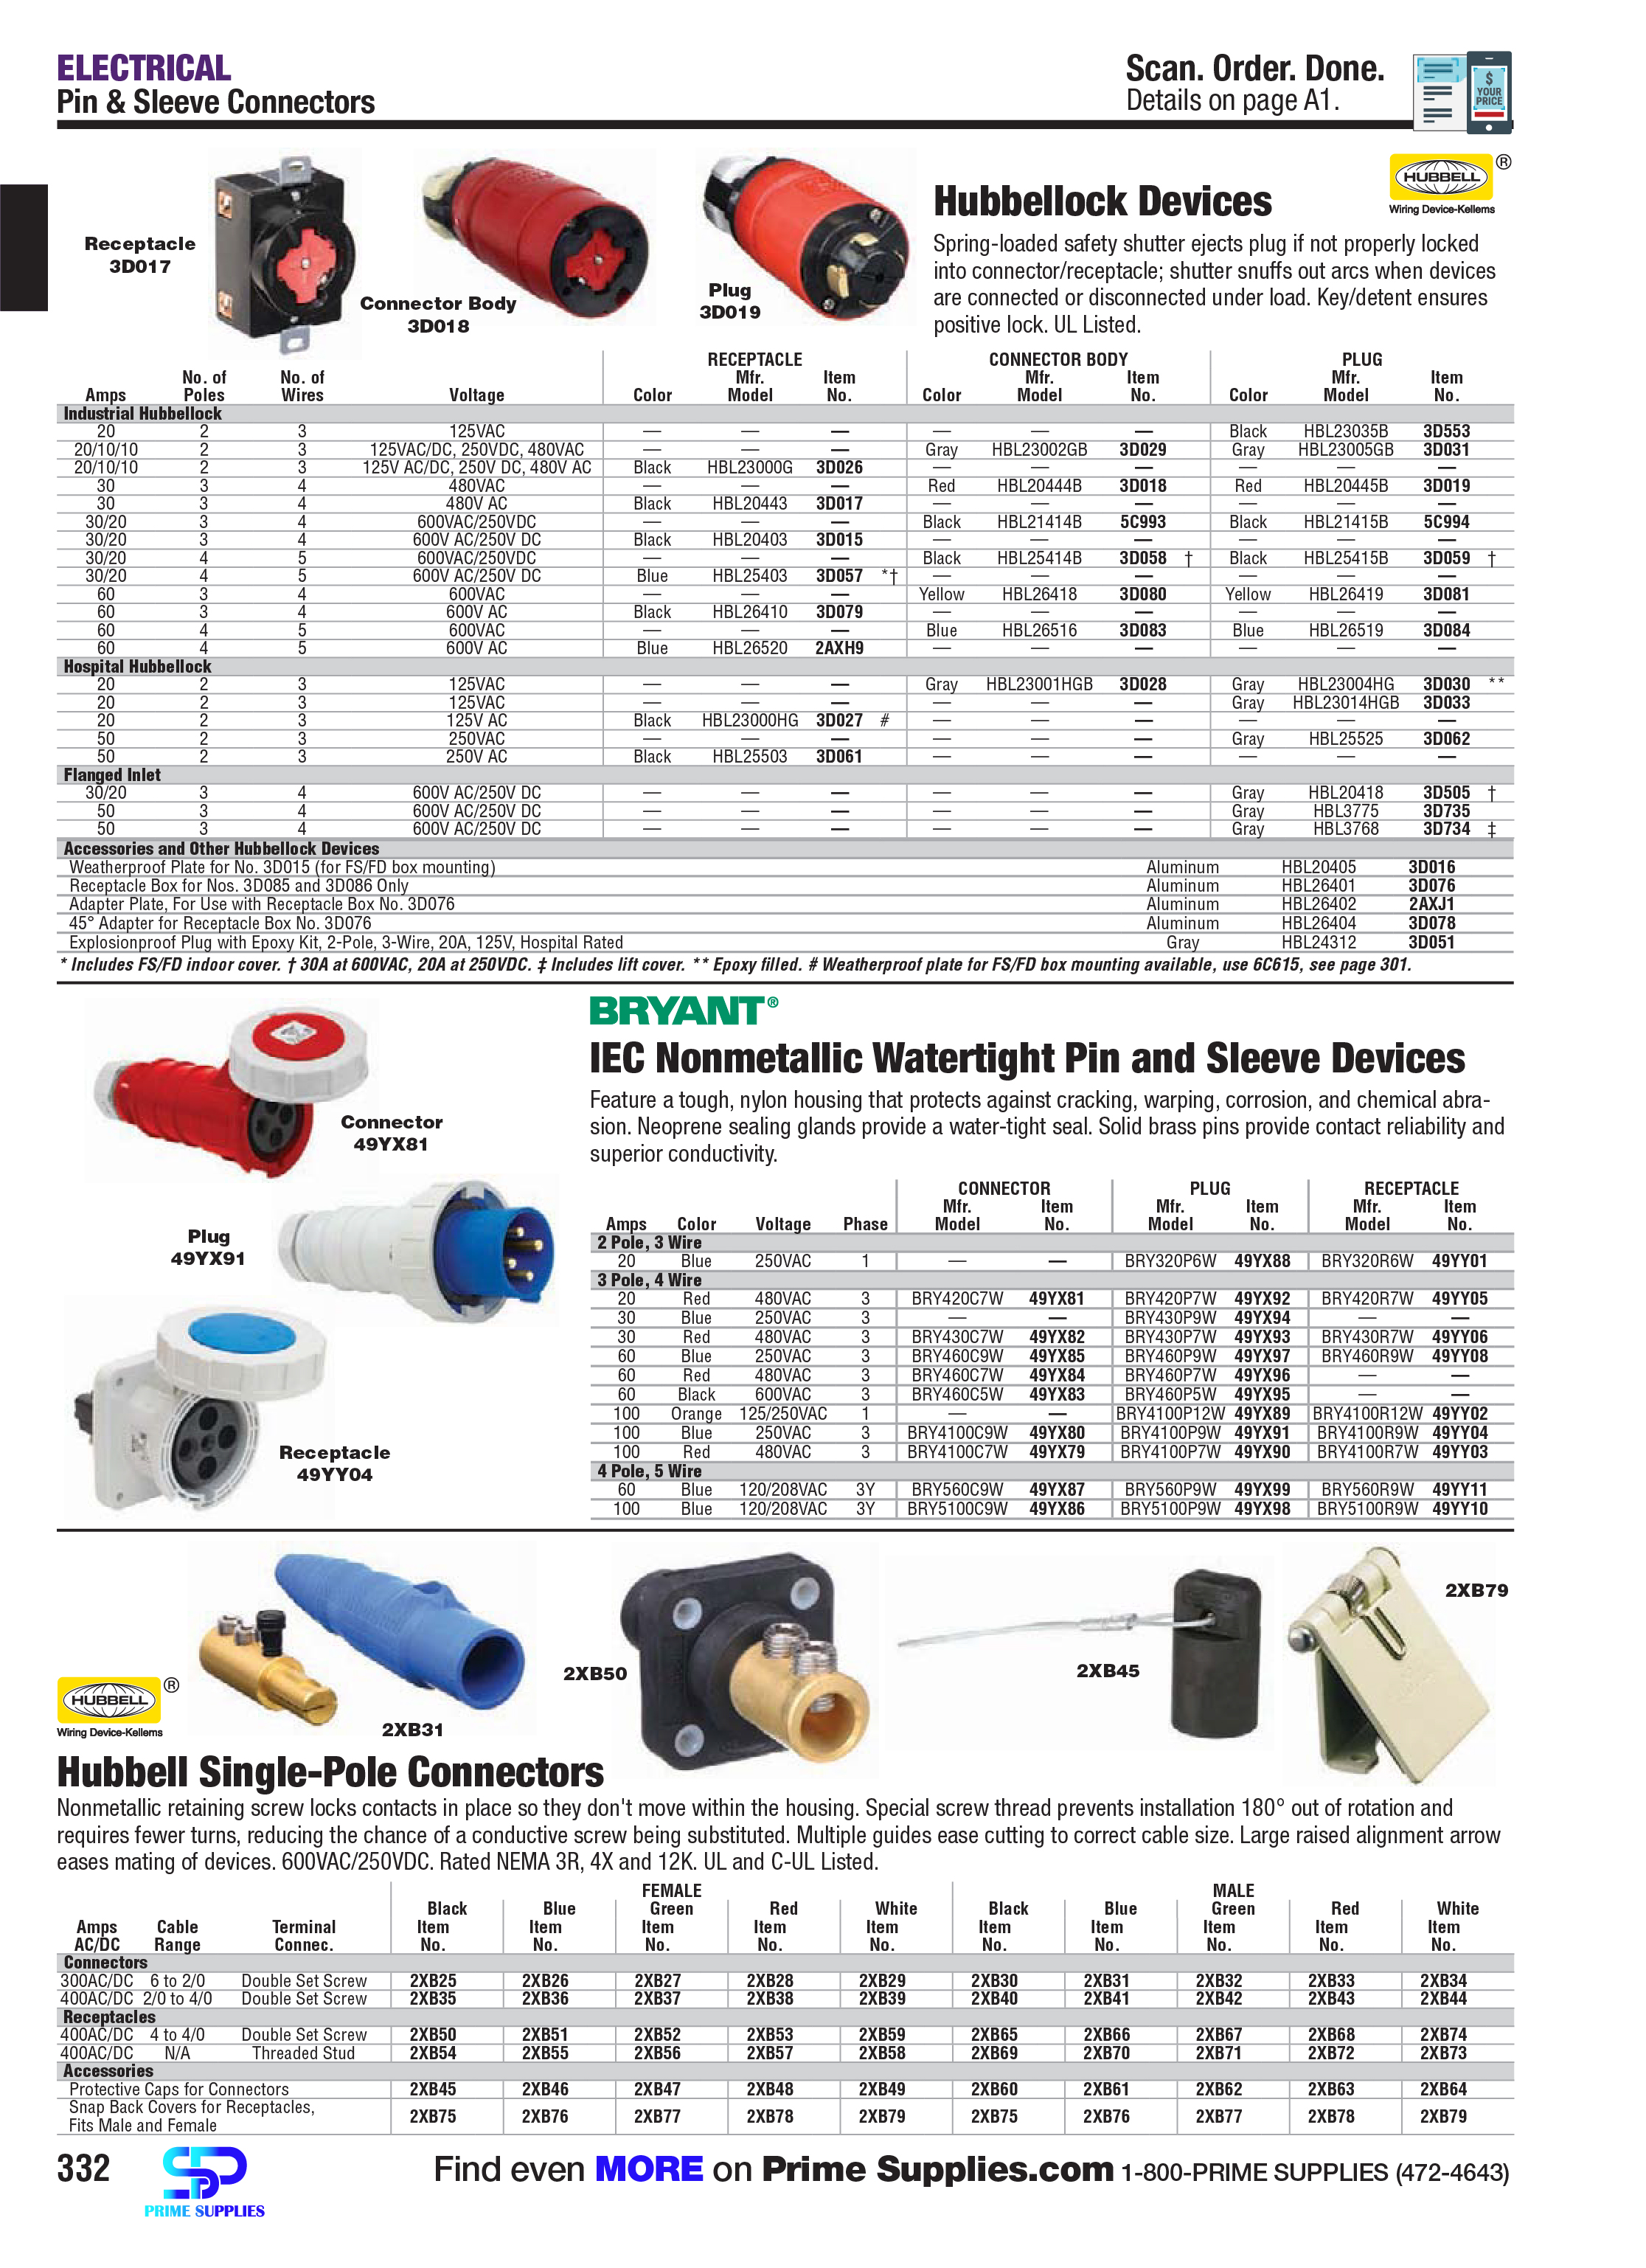 ELECTRICAL
Pin & Sleeve Connectors
Scan. Order. Done.
Details on page A1.
$
YOUR
PRICE
Receptacle
3D017
Connector Body
3D018
Plug
3D019
HUBBELL ®
Wiring Device-Kellems
Hubbellock Devices
Spring-loaded safety shutter ejects plug if not properly locked
into connector/receptacle; shutter snuffs out arcs when devices
are connected or disconnected under load. Key/detent ensures
positive lock. UL Listed.
RECEPTACLE CONNECTOR BODY PLUG
No. of No. of Mfr. Item Mfr. Item Mfr. Item
Amps Poles Wires Voltage Color Model No. Color Model No. Color Model No.
Industrial Hubbellock
20 2 3 125VAC — — — — — — Black HBL23035B 3D553
20/10/10 2 3 125VAC/DC, 250VDC, 480VAC — — — Gray HBL23002GB 3D029 Gray HBL23005GB 3D031
20/10/10 2 3 125V AC/DC, 250V DC, 480V AC Black HBL23000G 3D026 — — — — — —
30 3 4 480VAC — — — Red HBL20444B 3D018 Red HBL20445B 3D019
30 3 4 480V AC Black HBL20443 3D017 — — — — — —
30/20 3 4 600VAC/250VDC — — — Black HBL21414B 5C993 Black HBL21415B 5C994
30/20 3 4 600V AC/250V DC Black HBL20403 3D015 — — — — — —
30/20 4 5 600VAC/250VDC — — — Black HBL25414B 3D058 † Black HBL25415B 3D059 †
30/20 4 5 600V AC/250V DC Blue HBL25403 3D057 *† — — — — — —
60 3 4 600VAC — — — Yellow HBL26418 3D080 Yellow HBL26419 3D081
60 3 4 600V AC Black HBL26410 3D079 — — — — — —
60 4 5 600VAC — — — Blue HBL26516 3D083 Blue HBL26519 3D084
60 4 5 600V AC Blue HBL26520 2AXH9 — — — — — —
Hospital Hubbellock
20 2 3 125VAC — — — Gray HBL23001HGB 3D028 Gray HBL23004HG 3D030 **
20 2 3 125VAC — — — — — — Gray HBL23014HGB 3D033
20 2 3 125V AC Black HBL23000HG 3D027 # — — — — — —
50 2 3 250VAC — — — — — — Gray HBL25525 3D062
50 2 3 250V AC Black HBL25503 3D061 — — — — — —
Flanged Inlet
30/20 3 4 600V AC/250V DC — — — — — — Gray HBL20418 3D505 †
50 3 4 600V AC/250V DC — — — — — — Gray HBL3775 3D735
50 3 4 600V AC/250V DC — — — — — — Gray HBL3768 3D734 ‡
Accessories and Other Hubbellock Devices
Weatherproof Plate for No. 3D015 (for FS/FD box mounting) Aluminum HBL20405 3D016
Receptacle Box for Nos. 3D085 and 3D086 Only Aluminum HBL26401 3D076
Adapter Plate, For Use with Receptacle Box No. 3D076 Aluminum HBL26402 2AXJ1
45° Adapter for Receptacle Box No. 3D076 Aluminum HBL26404 3D078
Explosionproof Plug with Epoxy Kit, 2-Pole, 3-Wire, 20A, 125V, Hospital Rated Gray HBL24312 3D051
* Includes FS/FD indoor cover. † 30A at 600VAC, 20A at 250VDC. ‡ Includes lift cover. ** Epoxy filled. # Weatherproof plate for FS/FD box mounting available, use 6C615, see page 301.
Connector
49YX81
Plug
49YX91
Receptacle
49YY04
BRYANT®
IEC Nonmetallic Watertight Pin and Sleeve Devices
Feature a tough, nylon housing that protects against cracking, warping, corrosion, and chemical abra-
sion. Neoprene sealing glands provide a water-tight seal. Solid brass pins provide contact reliability and
superior conductivity.
CONNECTOR PLUG RECEPTACLE
Mfr. Item Mfr. Item Mfr. Item
Amps Color Voltage Phase Model No. Model No. Model No.
2 Pole, 3 Wire
20 Blue 250VAC 1 — — BRY320P6W 49YX88 BRY320R6W 49YY01
3 Pole, 4 Wire
20 Red 480VAC 3 BRY420C7W 49YX81 BRY420P7W 49YX92 BRY420R7W 49YY05
30 Blue 250VAC 3 — — BRY430P9W 49YX94 — —
30 Red 480VAC 3 BRY430C7W 49YX82 BRY430P7W 49YX93 BRY430R7W 49YY06
60 Blue 250VAC 3 BRY460C9W 49YX85 BRY460P9W 49YX97 BRY460R9W 49YY08
60 Red 480VAC 3 BRY460C7W 49YX84 BRY460P7W 49YX96 — —
60 Black 600VAC 3 BRY460C5W 49YX83 BRY460P5W 49YX95 — —
100 Orange 125/250VAC 1 — — BRY4100P12W 49YX89 BRY4100R12W 49YY02
100 Blue 250VAC 3 BRY4100C9W 49YX80 BRY4100P9W 49YX91 BRY4100R9W 49YY04
100 Red 480VAC 3 BRY4100C7W 49YX79 BRY4100P7W 49YX90 BRY4100R7W 49YY03
4 Pole, 5 Wire
60 Blue 120/208VAC 3Y BRY560C9W 49YX87 BRY560P9W 49YX99 BRY560R9W 49YY11
100 Blue 120/208VAC 3Y BRY5100C9W 49YX86 BRY5100P9W 49YX98 BRY5100R9W 49YY10
2XB31
2XB50
2XB45
2XB79
HUBBELL ®
Wiring Device-Kellems
Hubbell Single-Pole Connectors
Nonmetallic retaining screw locks contacts in place so they don't move within the housing. Special screw thread prevents installation 180° out of rotation and
requires fewer turns, reducing the chance of a conductive screw being substituted. Multiple guides ease cutting to correct cable size. Large raised alignment arrow
eases mating of devices. 600VAC/250VDC. Rated NEMA 3R, 4X and 12K. UL and C-UL Listed.
FEMALE MALE
Black Blue Green Red White Black Blue Green Red White
Amps Cable Terminal Item Item Item Item Item Item Item Item Item Item
AC/DC Range Connec. No. No. No. No. No. No. No. No. No. No.
Connectors
300AC/DC 6 to 2/0 Double Set Screw 2XB25 2XB26 2XB27 2XB28 2XB29 2XB30 2XB31 2XB32 2XB33 2XB34
400AC/DC 2/0 to 4/0 Double Set Screw 2XB35 2XB36 2XB37 2XB38 2XB39 2XB40 2XB41 2XB42 2XB43 2XB44
Receptacles
400AC/DC 4 to 4/0 Double Set Screw 2XB50 2XB51 2XB52 2XB53 2XB59 2XB65 2XB66 2XB67 2XB68 2XB74
400AC/DC N/A Threaded Stud 2XB54 2XB55 2XB56 2XB57 2XB58 2XB69 2XB70 2XB71 2XB72 2XB73
Accessories
Protective Caps for Connectors 2XB45 2XB46 2XB47 2XB48 2XB49 2XB60 2XB61 2XB62 2XB63 2XB64
Snap Back Covers for Receptacles,
Fits Male and Female 2XB75 2XB76 2XB77 2XB78 2XB79 2XB75 2XB76 2XB77 2XB78 2XB79
332
PRIME SUPPLIES
Find even MORE on Prime Supplies.com 1-800-PRIME SUPPLIES (472-4643)